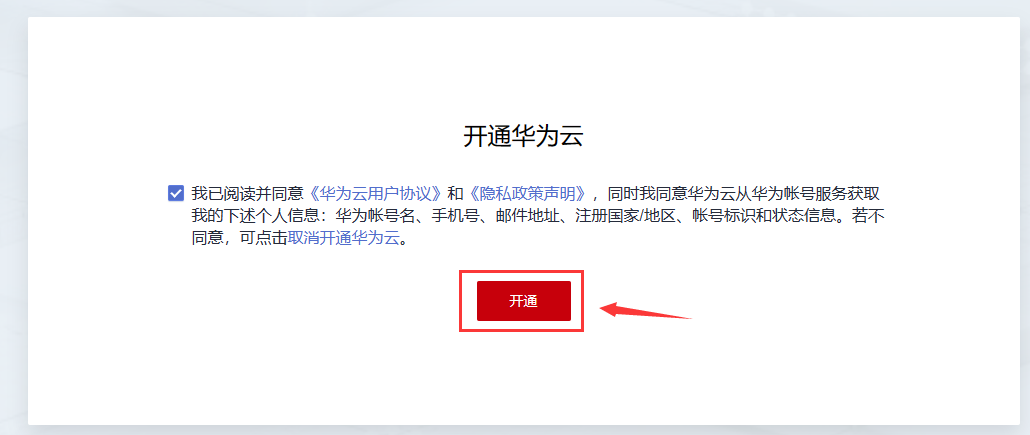 开通华为云
我已阅读并同意《华为云用户协议》和《隐私政策声明》，同时我同意华为云从华为帐号服务获取
我的下述个人信息：华为帐号名、手机号、邮件地址、注册国家/地区、帐号标识和状态信息。若不
同意，可点击取消开通华为云。
开通